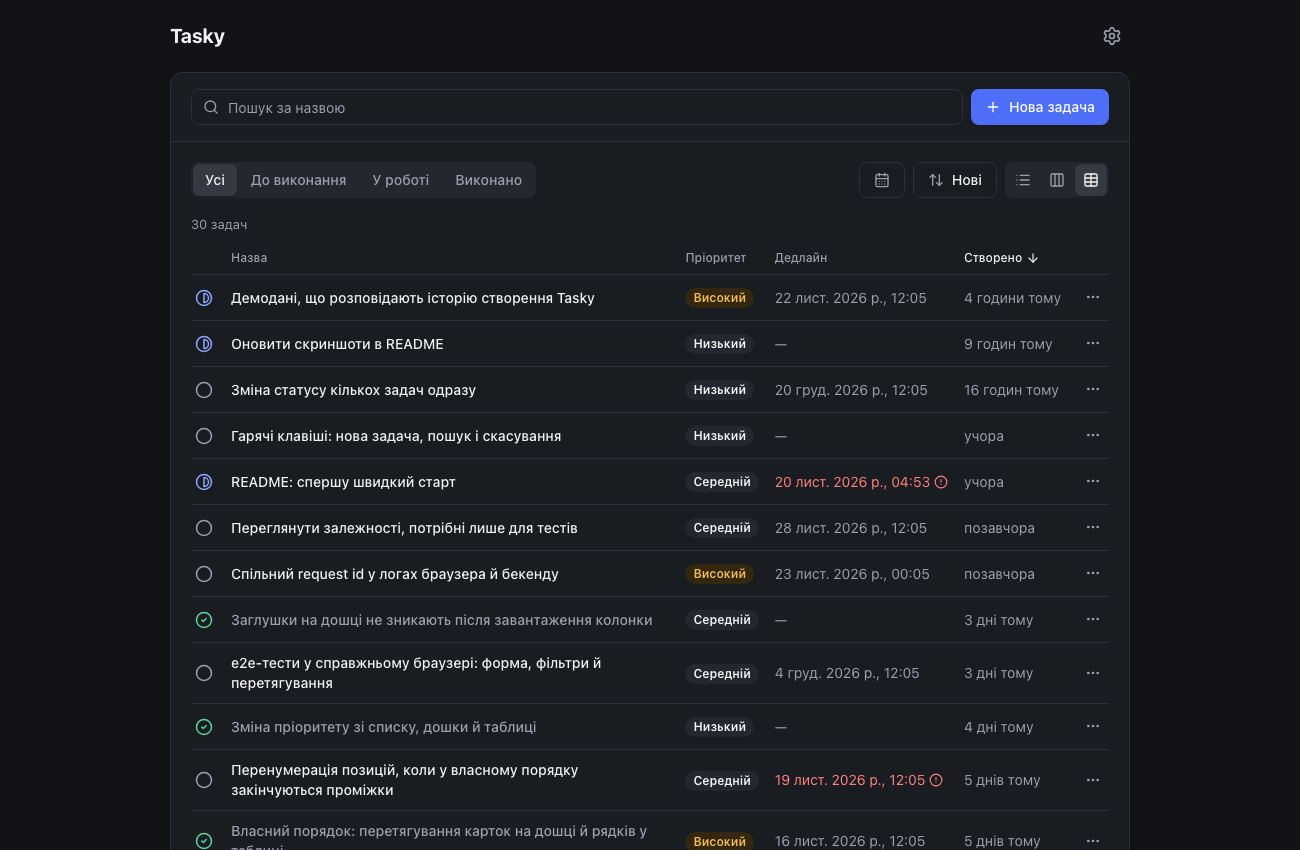 Tasky
Пошук за назвою
Нова задача
Усі До виконання У роботі Виконано
Нові
30 задач
Назва Пріоритет Дедлайн Створено
Демодані, що розповідають історію створення Tasky Високий 22 лист. 2026 р., 12:05 4 години тому
Оновити скриншоти в README Низький — 9 годин тому
Зміна статусу кількох задач одразу Низький 20 груд. 2026 р., 12:05 16 годин тому
Гарячі клавіші: нова задача, пошук і скасування Низький — учора
README: спершу швидкий старт Середній 20 лист. 2026 р., 04:53 учора
Переглянути залежності, потрібні лише для тестів Середній 28 лист. 2026 р., 12:05 позавчора
Спільний request id у логах браузера й бекенду Високий 23 лист. 2026 р., 00:05 позавчора
Заглушки на дошці не зникають після завантаження колонки Середній — 3 дні тому
e2e-тести у справжньому браузері: форма, фільтри й
перетягування Середній 4 груд. 2026 р., 12:05 3 дні тому
Зміна пріоритету зі списку, дошки й таблиці Низький — 4 дні тому
Перенумерація позицій, коли у власному порядку
закінчуються проміжки Середній 19 лист. 2026 р., 12:05 5 днів тому
Власний порядок: перетягування карток на дошці й рядків у
таблиці Високий 16 лист. 2026 р., 12:05 5 днів тому